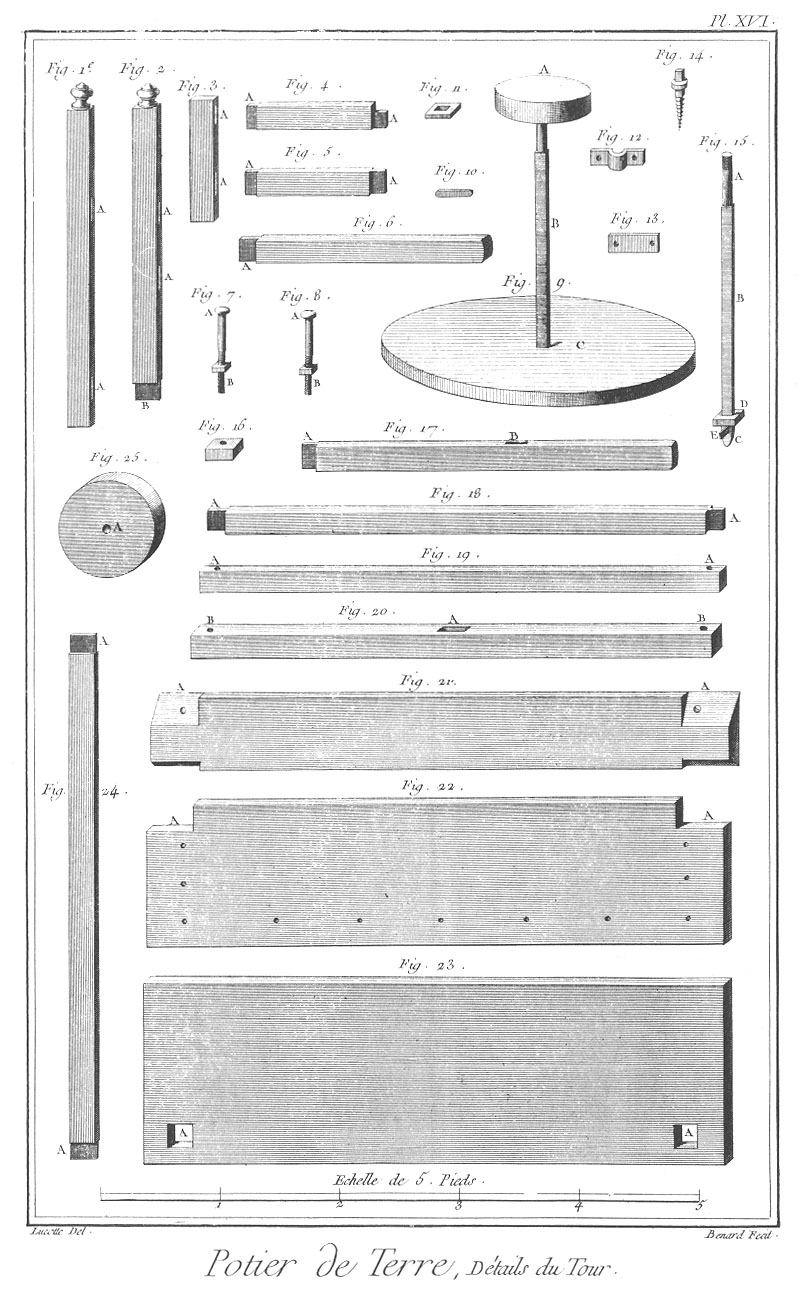 Pl. XVI.
Fig. 1e. Fig. 2. Fig. 3. Fig. 4. Fig. 11. A Fig. 14.
A A A
Fig. 12. Fig. 15.
Fig. 5. Fig. 10. A
A A A
A A Fig. 6. B Fig. 13.
A
A
Fig. 7. Fig. 8. Fig. 9. B
A A
C
B B
A
B
D
E C
Fig. 16. A Fig. 17. B
Fig. 25.
A
Fig. 18.
A A
Fig. 19.
A A
Fig. 20.
B A B
A
Fig. 21.
A A
Fig. 24.
Fig. 22.
A A
Fig. 23.
A A
A
Echelle de 5. Pieds.
1 2 3 4 5
Lucotte Del. Benard Fecit.
Potier de Terre, Détails du Tour.